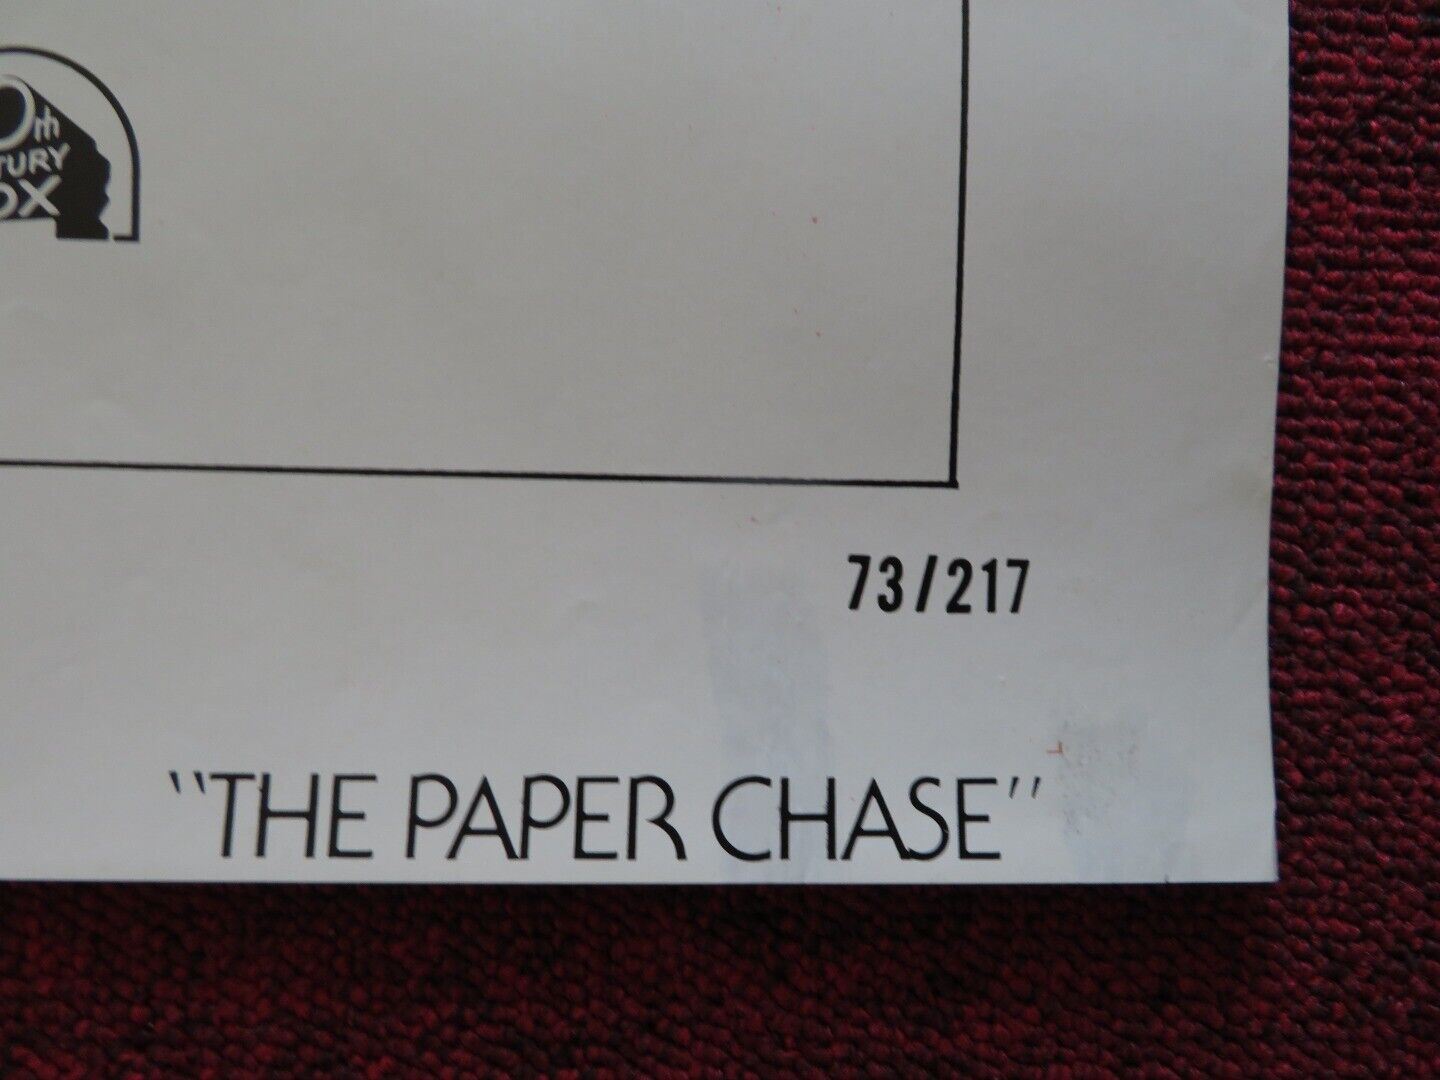 0th
TURY
OX
73/217
"THE PAPER CHASE"